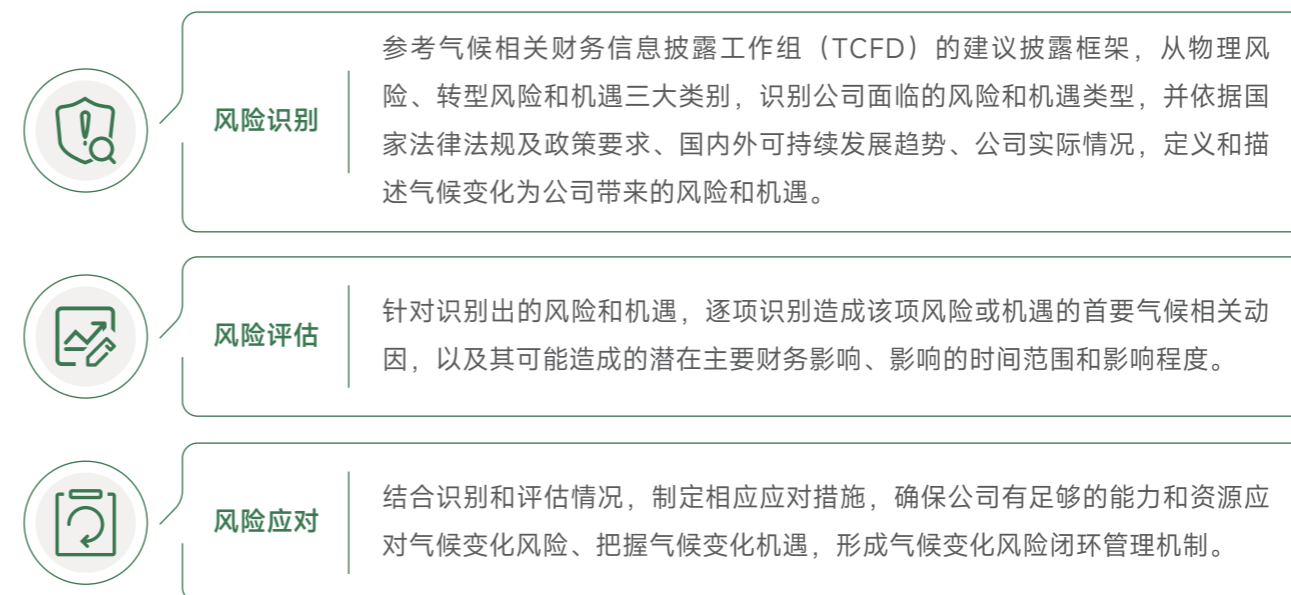 风险识别
参考气候相关财务信息披露工作组（TCFD）的建议披露框架，从物理风
险、转型风险和机遇三大类别，识别公司面临的风险和机遇类型，并依据国
家法律法规及政策要求、国内外可持续发展趋势、公司实际情况，定义和描
述气候变化为公司带来的风险和机遇。
风险评估
针对识别出的风险和机遇，逐项识别造成该项风险或机遇的首要气候相关动
因，以及其可能造成的潜在主要财务影响、影响的时间范围和影响程度。
风险应对
结合识别和评估情况，制定相应应对措施，确保公司有足够的能力和资源应
对气候变化风险、把握气候变化机遇，形成气候变化风险闭环管理机制。